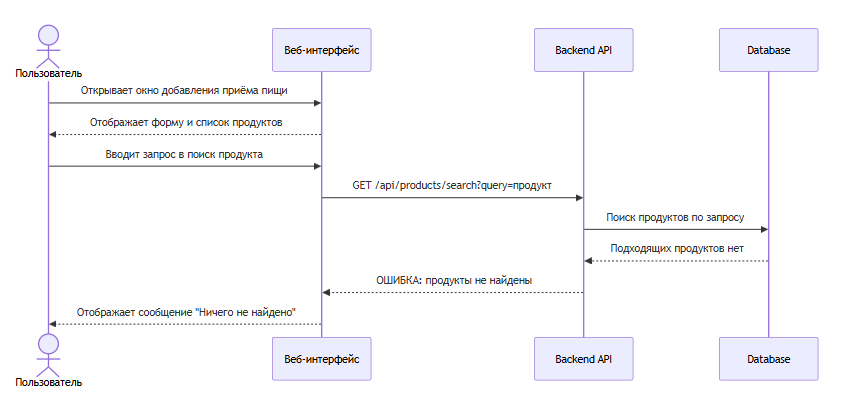 Пользователь
Веб-интерфейс
Backend API
Database
Открывает окно добавления приёма пищи
Отображает форму и список продуктов
Вводит запрос в поиск продукта
GET /api/products/search?query=продукт
Поиск продуктов по запросу
Подходящих продуктов нет
ОШИБКА: продукты не найдены
Отображает сообщение "Ничего не найдено"
Пользователь
Веб-интерфейс
Backend API
Database